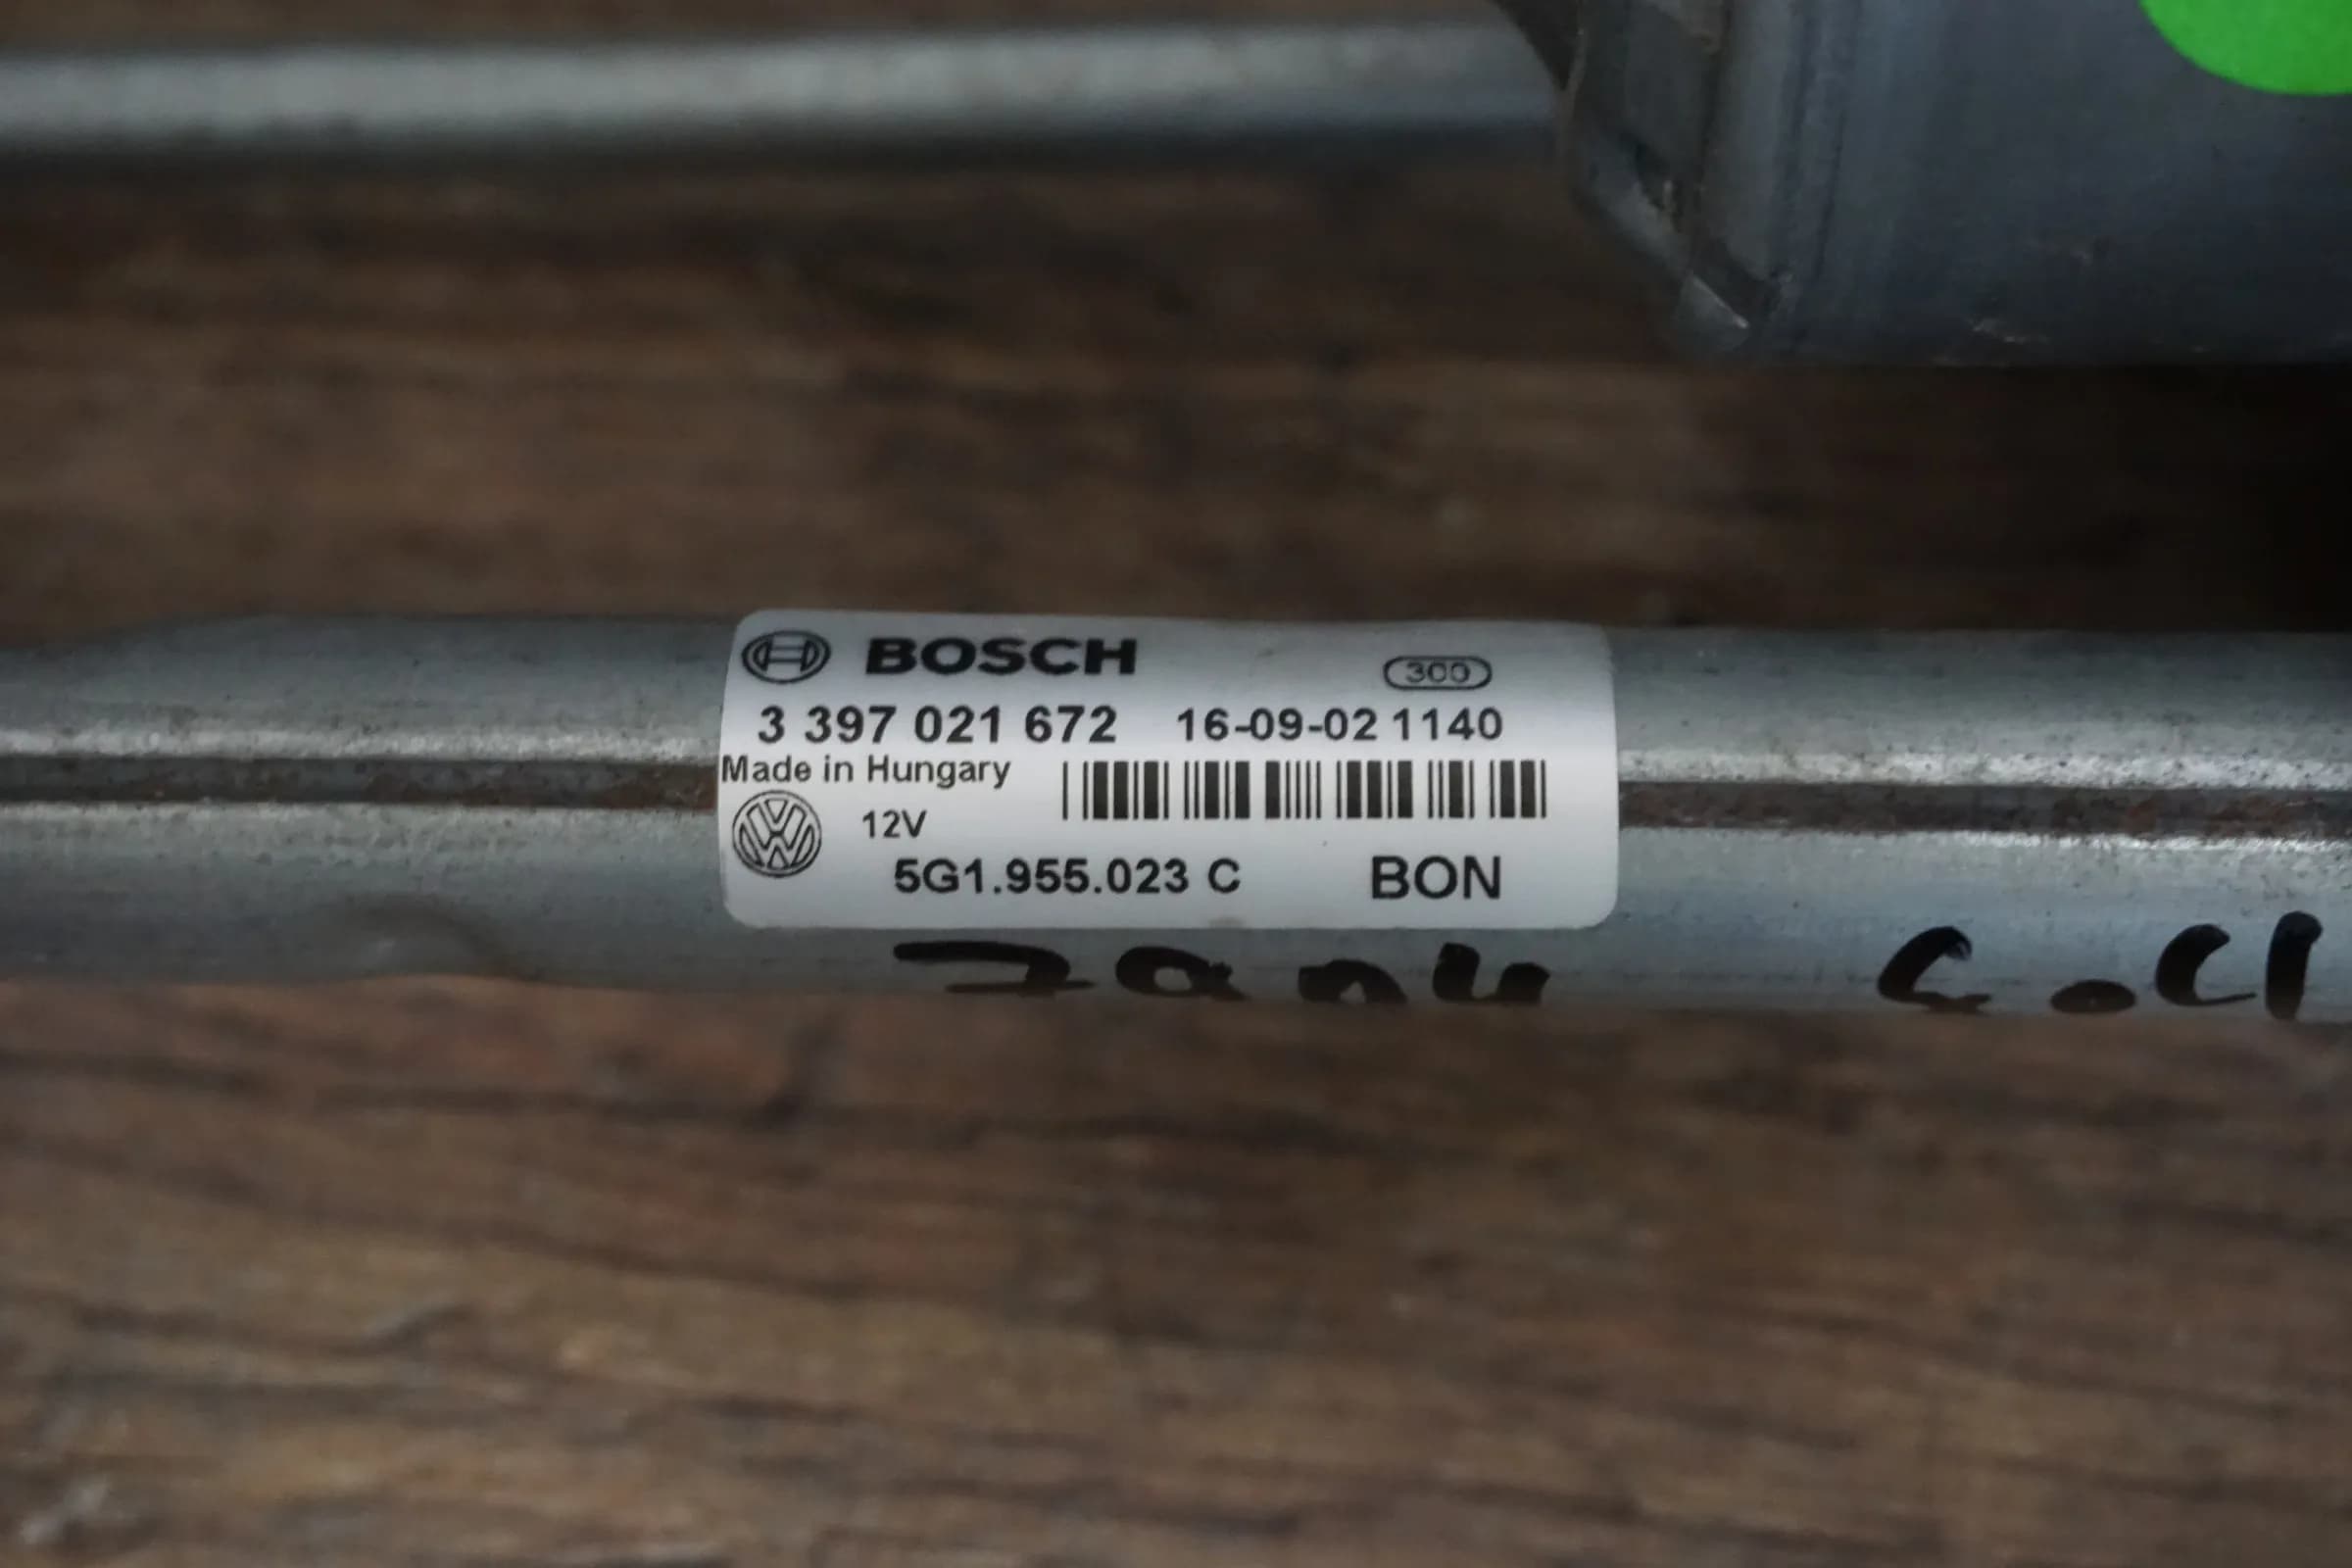 BOSCH 300
3 397 021 672 16-09-02 1140
Made in Hungary
12V
5G1.955.023 C BON